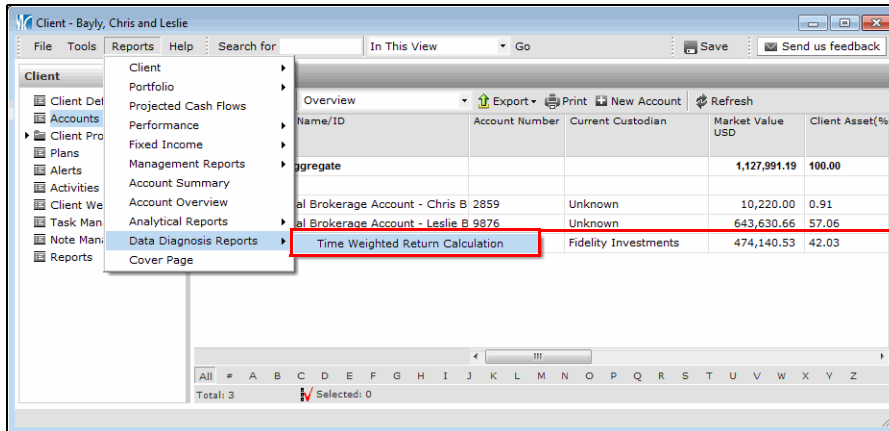 Client - Bayly, Chris and Leslie
File Tools Reports Help Search for In This View Go Save Send us feedback
Client
Client Def
Accounts
Client Pro
Plans
Alerts
Activities
Client We
Task Man
Note Mana
Reports
Client
Portfolio
Projected Cash Flows
Performance
Fixed Income
Management Reports
Account Summary
Account Overview
Analytical Reports
Data Diagnosis Reports
Cover Page
Time Weighted Return Calculation
Overview Export Print New Account Refresh
Name/ID Account Number Current Custodian Market Value USD Client Asset(%
ggregate 1,127,991.19 100.00
al Brokerage Account - Chris B 2859 Unknown 10,220.00 0.91
al Brokerage Account - Leslie B 9876 Unknown 643,630.66 57.06
Fidelity Investments 474,140.53 42.03
All # A B C D E F G H I J K L M N O P Q R S T U V W X Y Z
Total: 3 Selected: 0